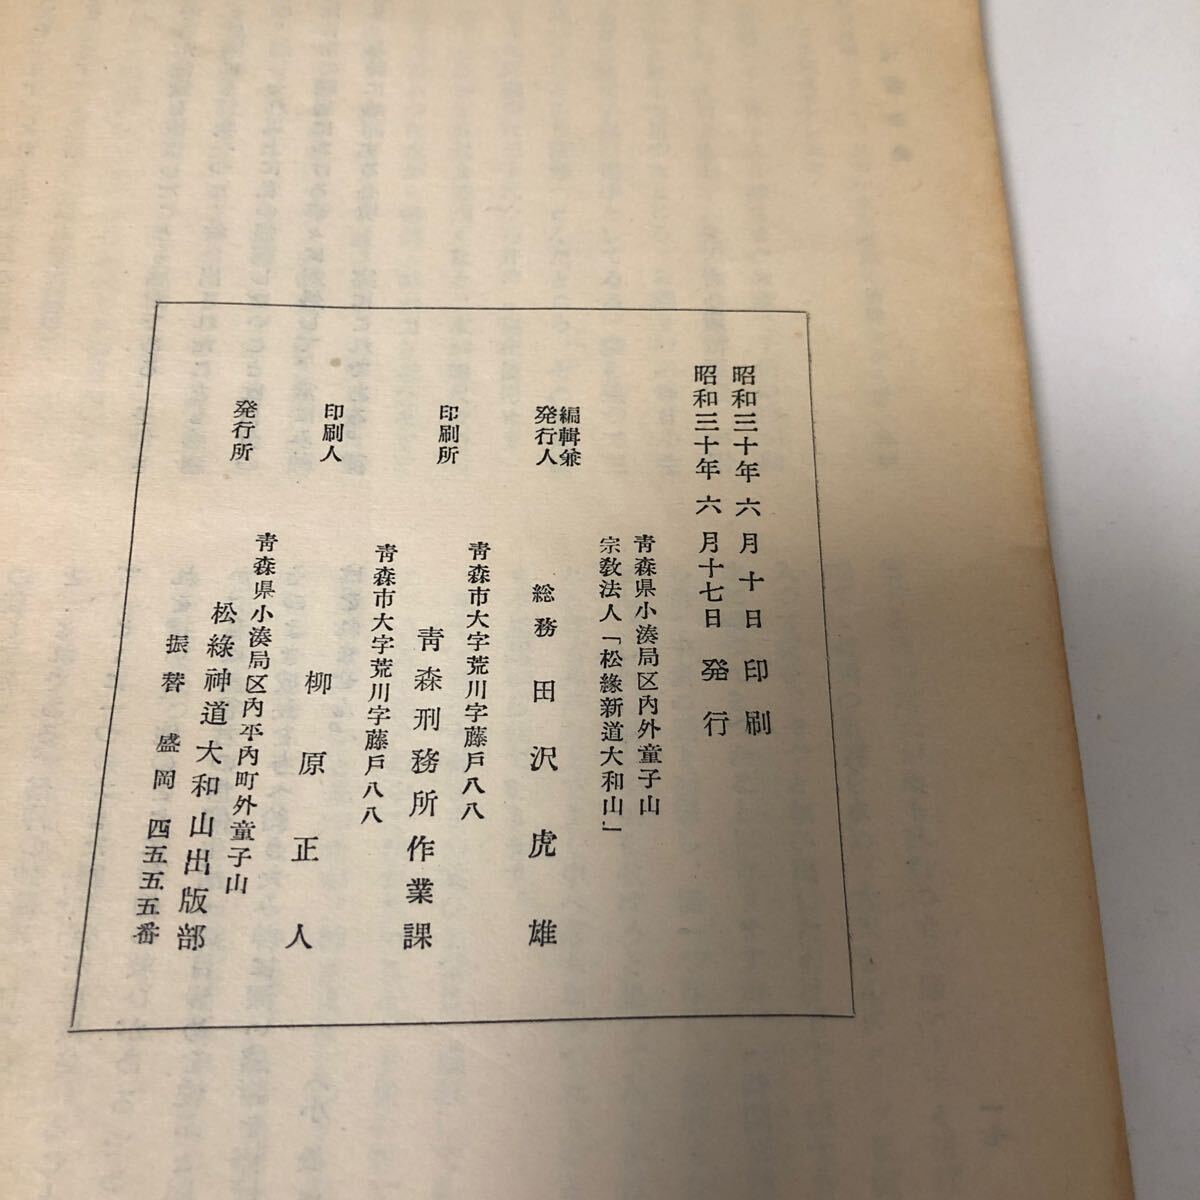 昭和三十年六月十日印刷
昭和三十年六月十七日発行
青森県小湊局区内外童子山
宗教法人「松緑新道大和山」
編輯兼
発行人
総務 田沢虎雄
青森市大字荒川字藤戸八八
印刷所
青森刑務所作業課
青森市大字荒川字藤戸八八
印刷人
柳原正人
青森県小湊局区内平内町外童子山
発行所
松緑神道大和山出版部
振替 盛岡 四五五五番